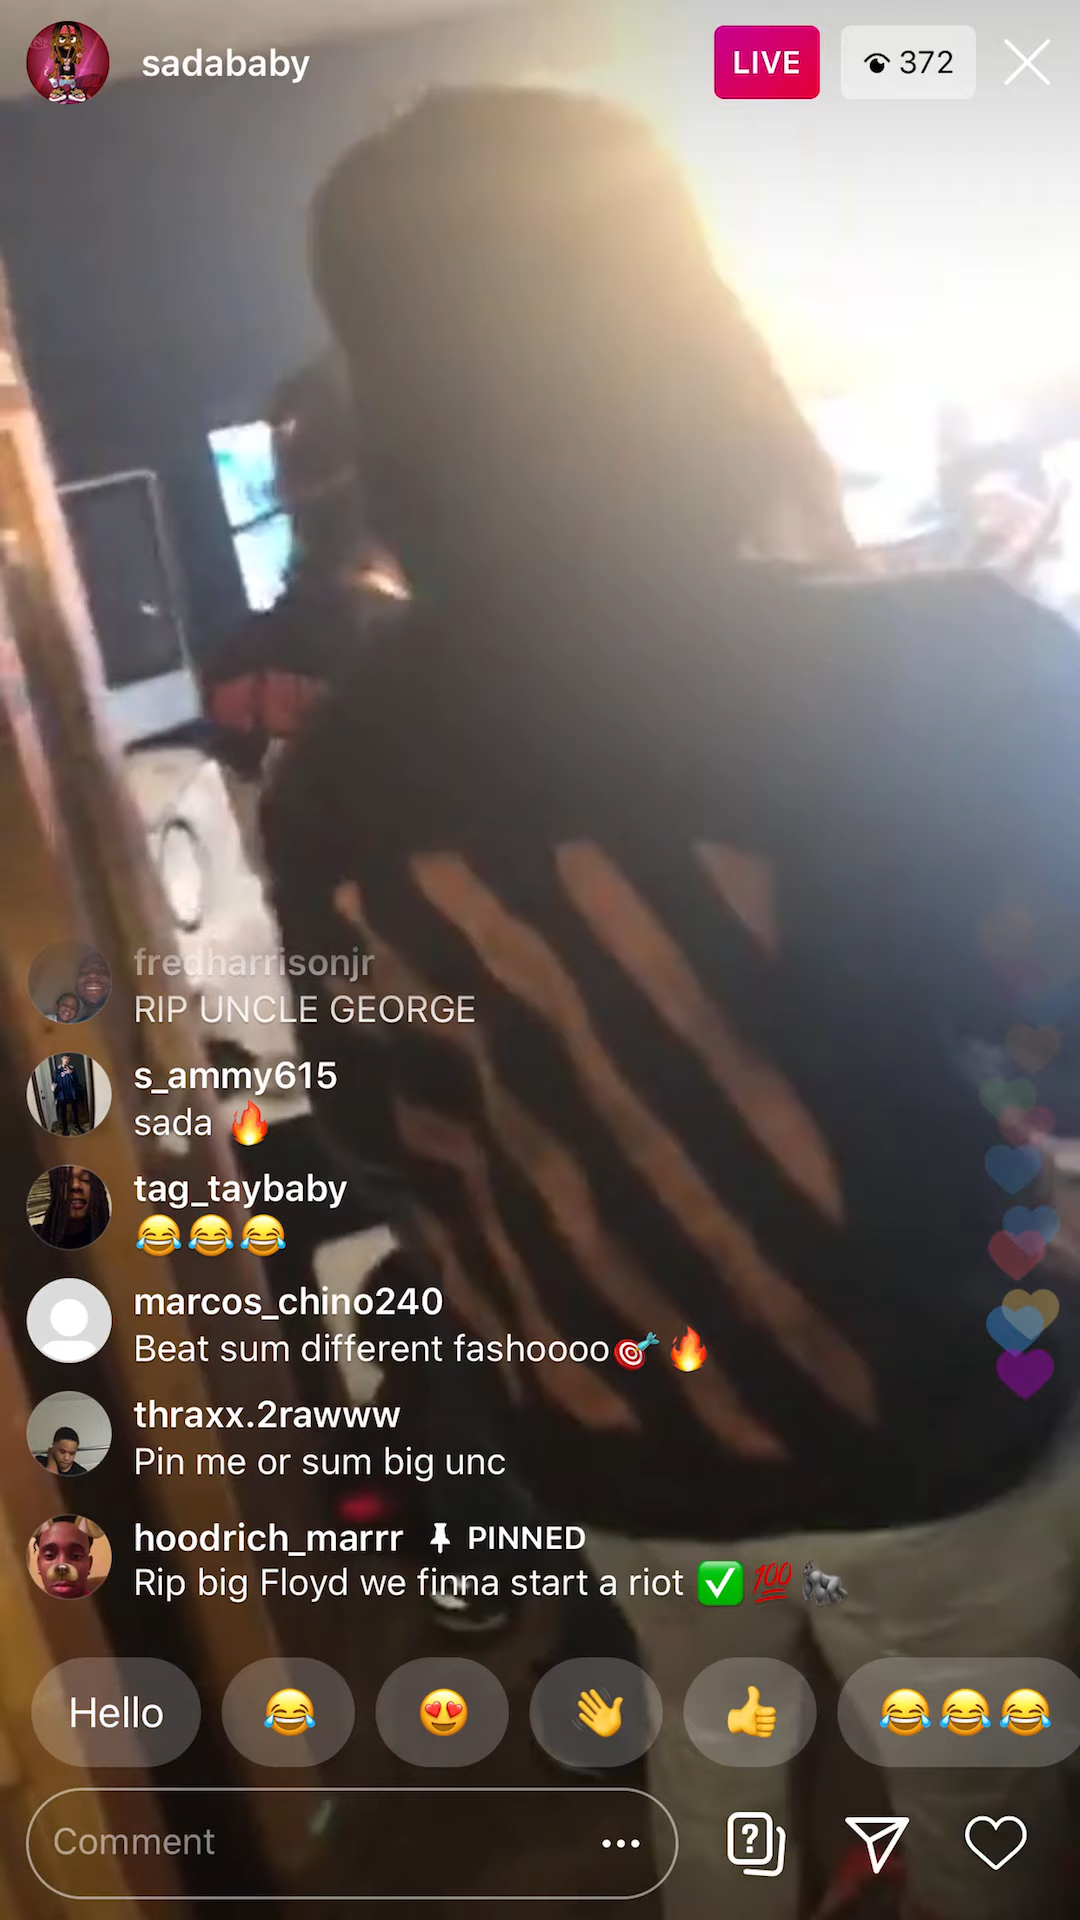 sadababy
LIVE
372
fredharrisonjr
RIP UNCLE GEORGE
s_ammy615
sada 🔥
tag_taybaby
😂😂😂
marcos_chino240
Beat sum different fashoooo🎯🔥
thraxx.2rawww
Pin me or sum big unc
hoodrich_marrr PINNED
Rip big Floyd we finna start a riot ✅💯🦍
Hello 😂 😍 👋 👍 😂😂😂
Comment